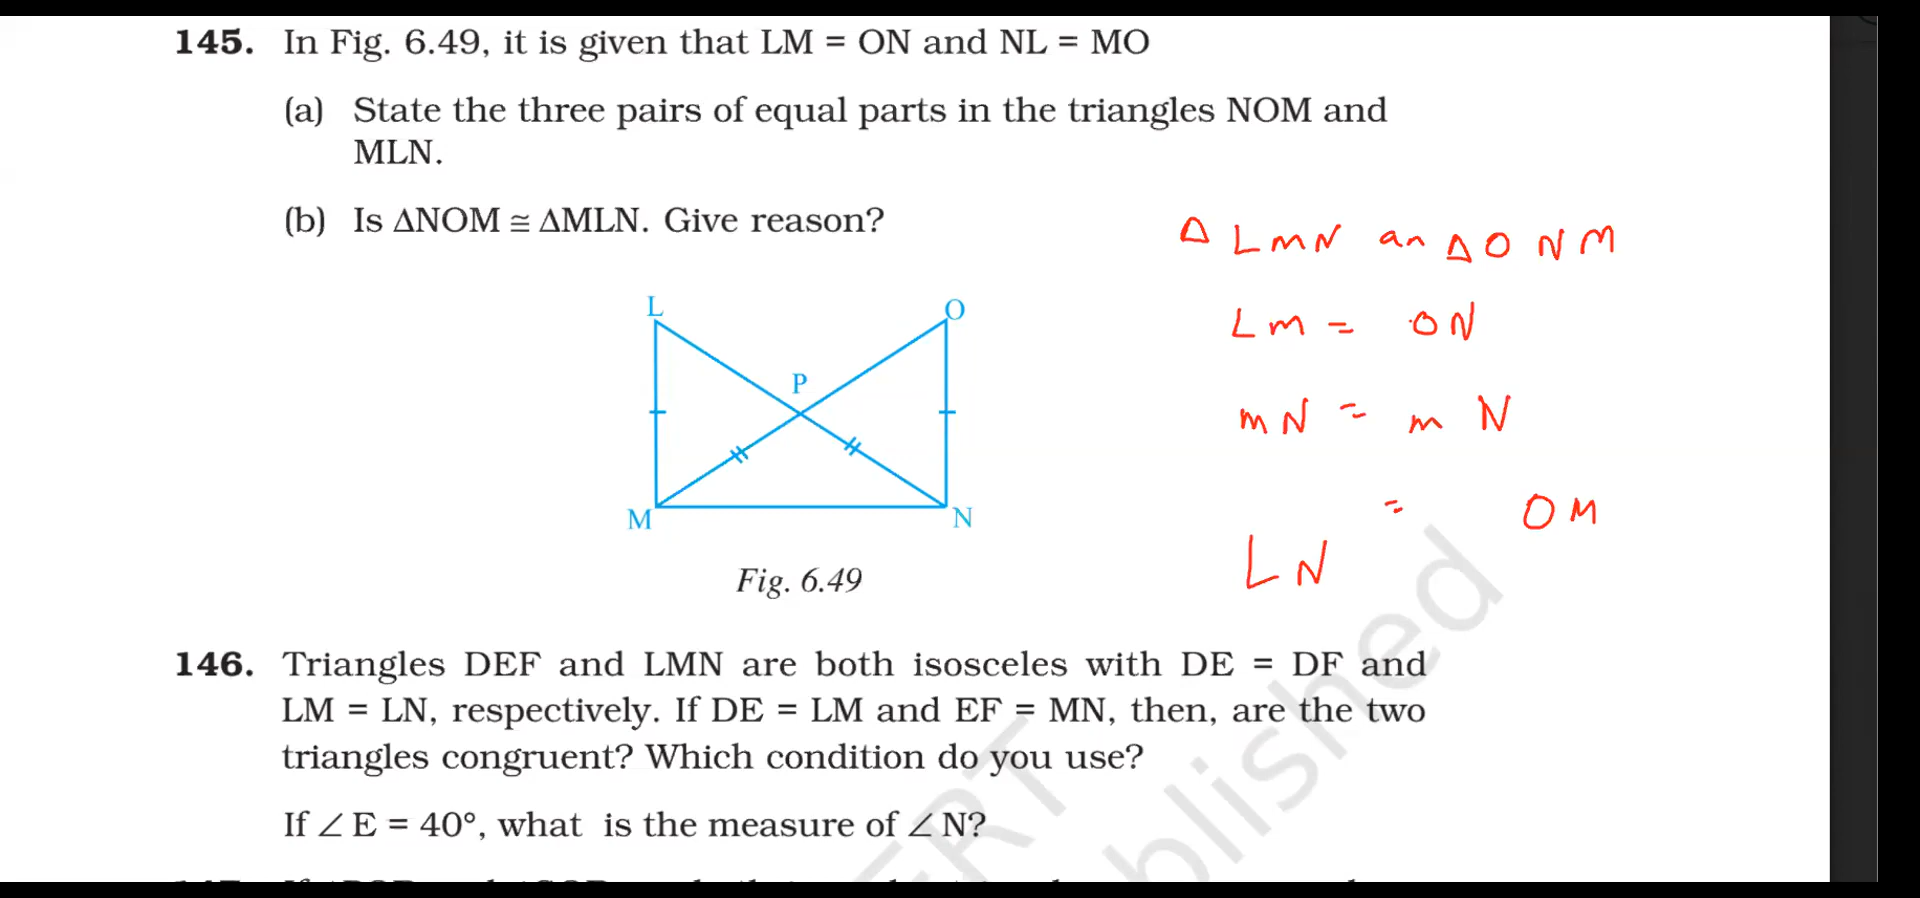 145. In Fig. 6.49, it is given that LM = ON and NL = MO
(a) State the three pairs of equal parts in the triangles NOM and
MLN.
(b) Is ΔNOM ≅ ΔMLN. Give reason?
Δ LMN an Δ O N M
L
O
LM = ON
P
MN = M N
M
N
= O M
LN
Fig. 6.49
146. Triangles DEF and LMN are both isosceles with DE = DF and
LM = LN, respectively. If DE = LM and EF = MN, then, are the two
triangles congruent? Which condition do you use?
If ∠E = 40°, what is the measure of ∠N?
blished